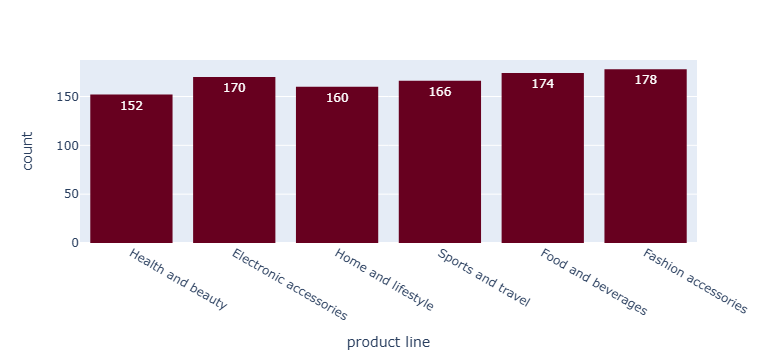 152
170
160
166
174
178
150
100
50
0
count
Health and beauty
Electronic accessories
Home and lifestyle
Sports and travel
Food and beverages
Fashion accessories
product line